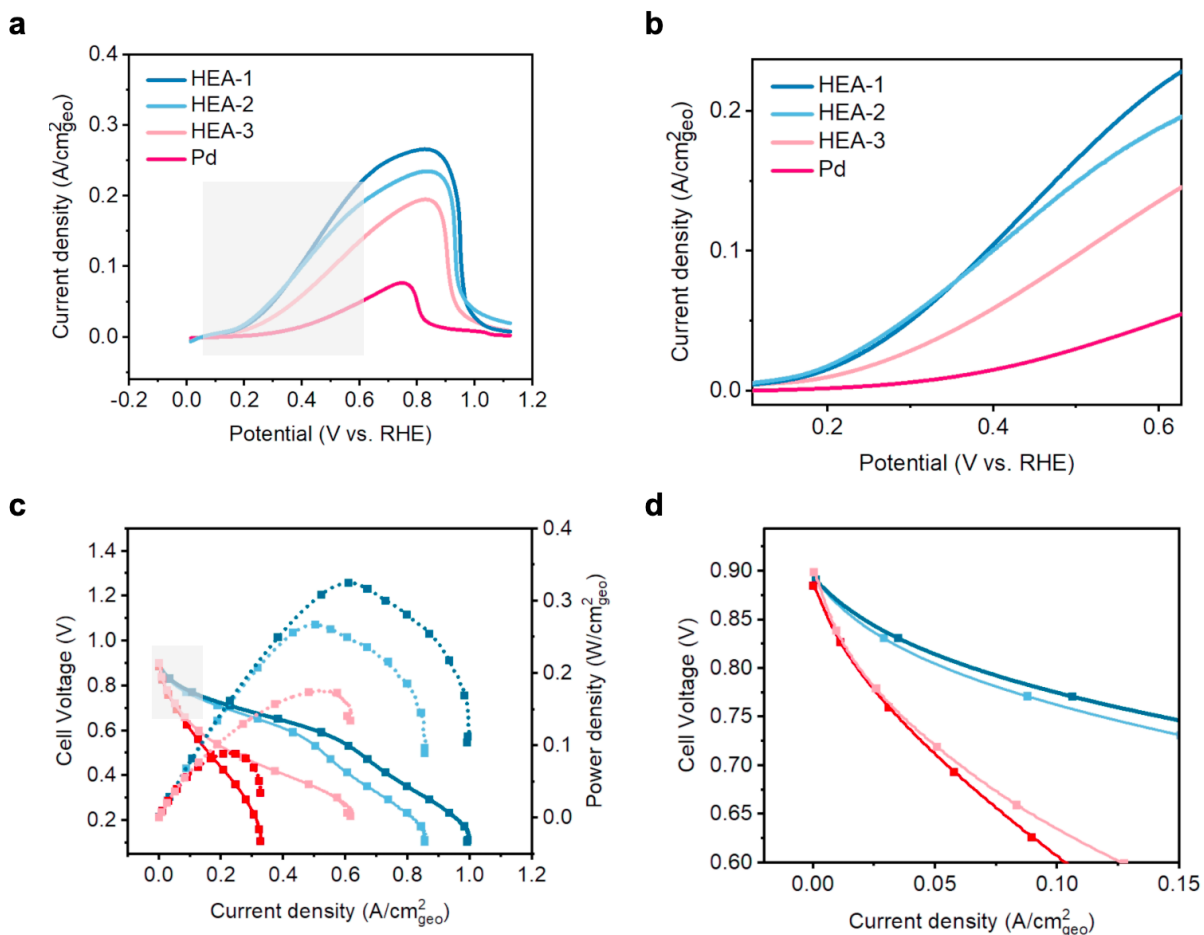 a
0.4
0.3
0.2
0.1
0.0
-0.2
0.0
0.2
0.4
0.6
0.8
1.0
1.2
Current density (A/cm²geo)
Potential (V vs. RHE)
HEA-1
HEA-2
HEA-3
Pd
b
0.2
0.1
0.0
0.2
0.4
0.6
Current density (A/cm²geo)
Potential (V vs. RHE)
HEA-1
HEA-2
HEA-3
Pd
c
1.4
1.2
1.0
0.8
0.6
0.4
0.2
0.0
0.2
0.4
0.6
0.8
1.0
1.2
0.4
0.3
0.2
0.1
0.0
Cell Voltage (V)
Power density (W/cm²geo)
Current density (A/cm²geo)
d
0.90
0.85
0.80
0.75
0.70
0.65
0.60
0.00
0.05
0.10
0.15
Cell Voltage (V)
Current density (A/cm²geo)